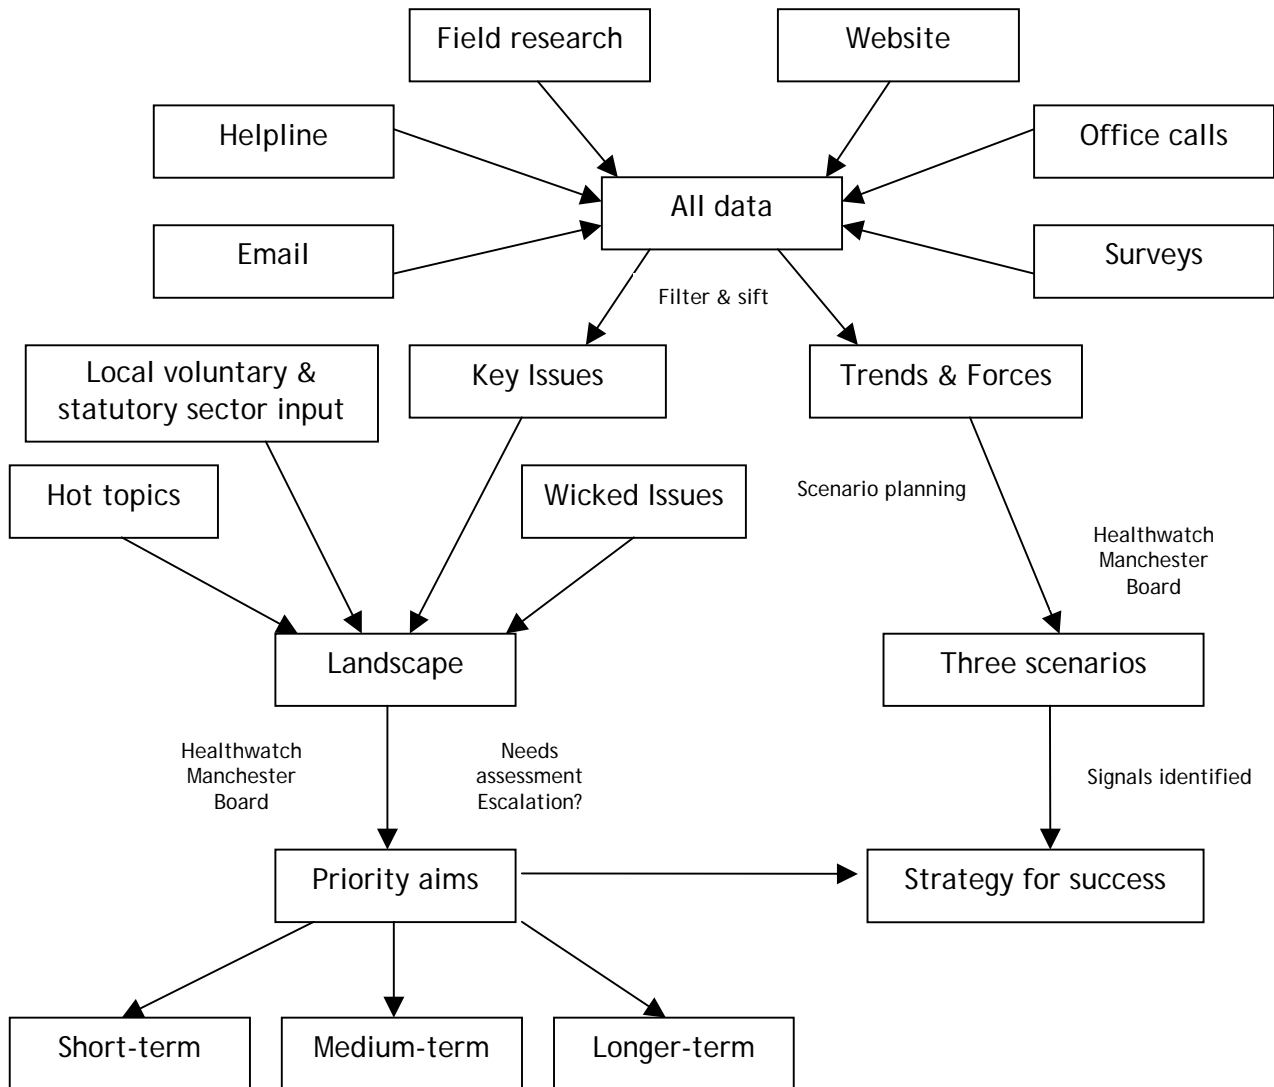 Field research
Website
Helpline
Office calls
All data
Email
Surveys
Filter & sift
Local voluntary &
statutory sector input
Key Issues
Trends & Forces
Hot topics
Wicked Issues
Scenario planning
Healthwatch
Manchester
Board
Landscape
Three scenarios
Healthwatch
Manchester
Board
Needs
assessment
Escalation?
Signals identified
Priority aims
Strategy for success
Short-term
Medium-term
Longer-term